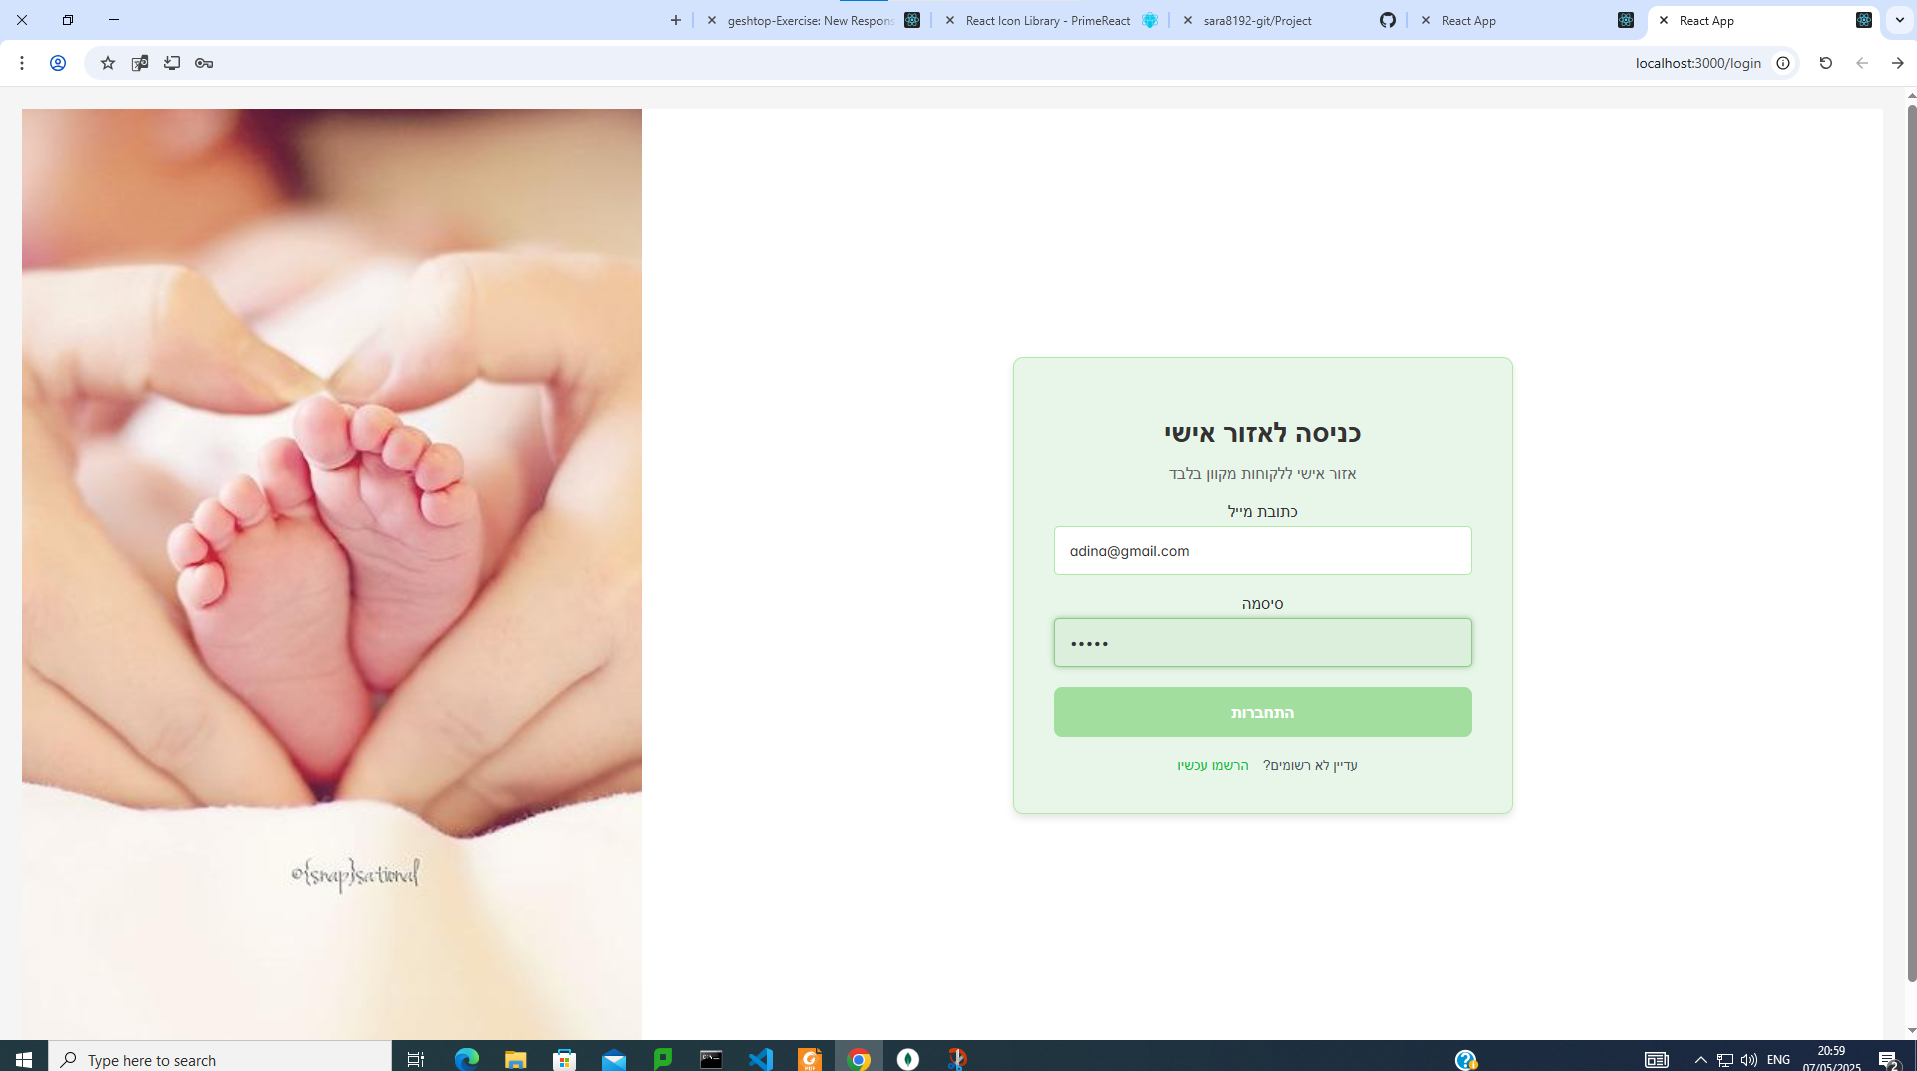 geshtop-Exercise: New Respons
React Icon Library - PrimeReact
sara8192-git/Project
React App
React App
localhost:3000/login
כניסה לאזור אישי
אזור אישי ללקוחות מקוון בלבד
כתובת מייל
adina@gmail.com
סיסמה
•••••
התחברות
עדיין לא רשומים? הרשמו עכשיו
©{snap}sational
Type here to search
ENG
20:59
07/05/2025
2